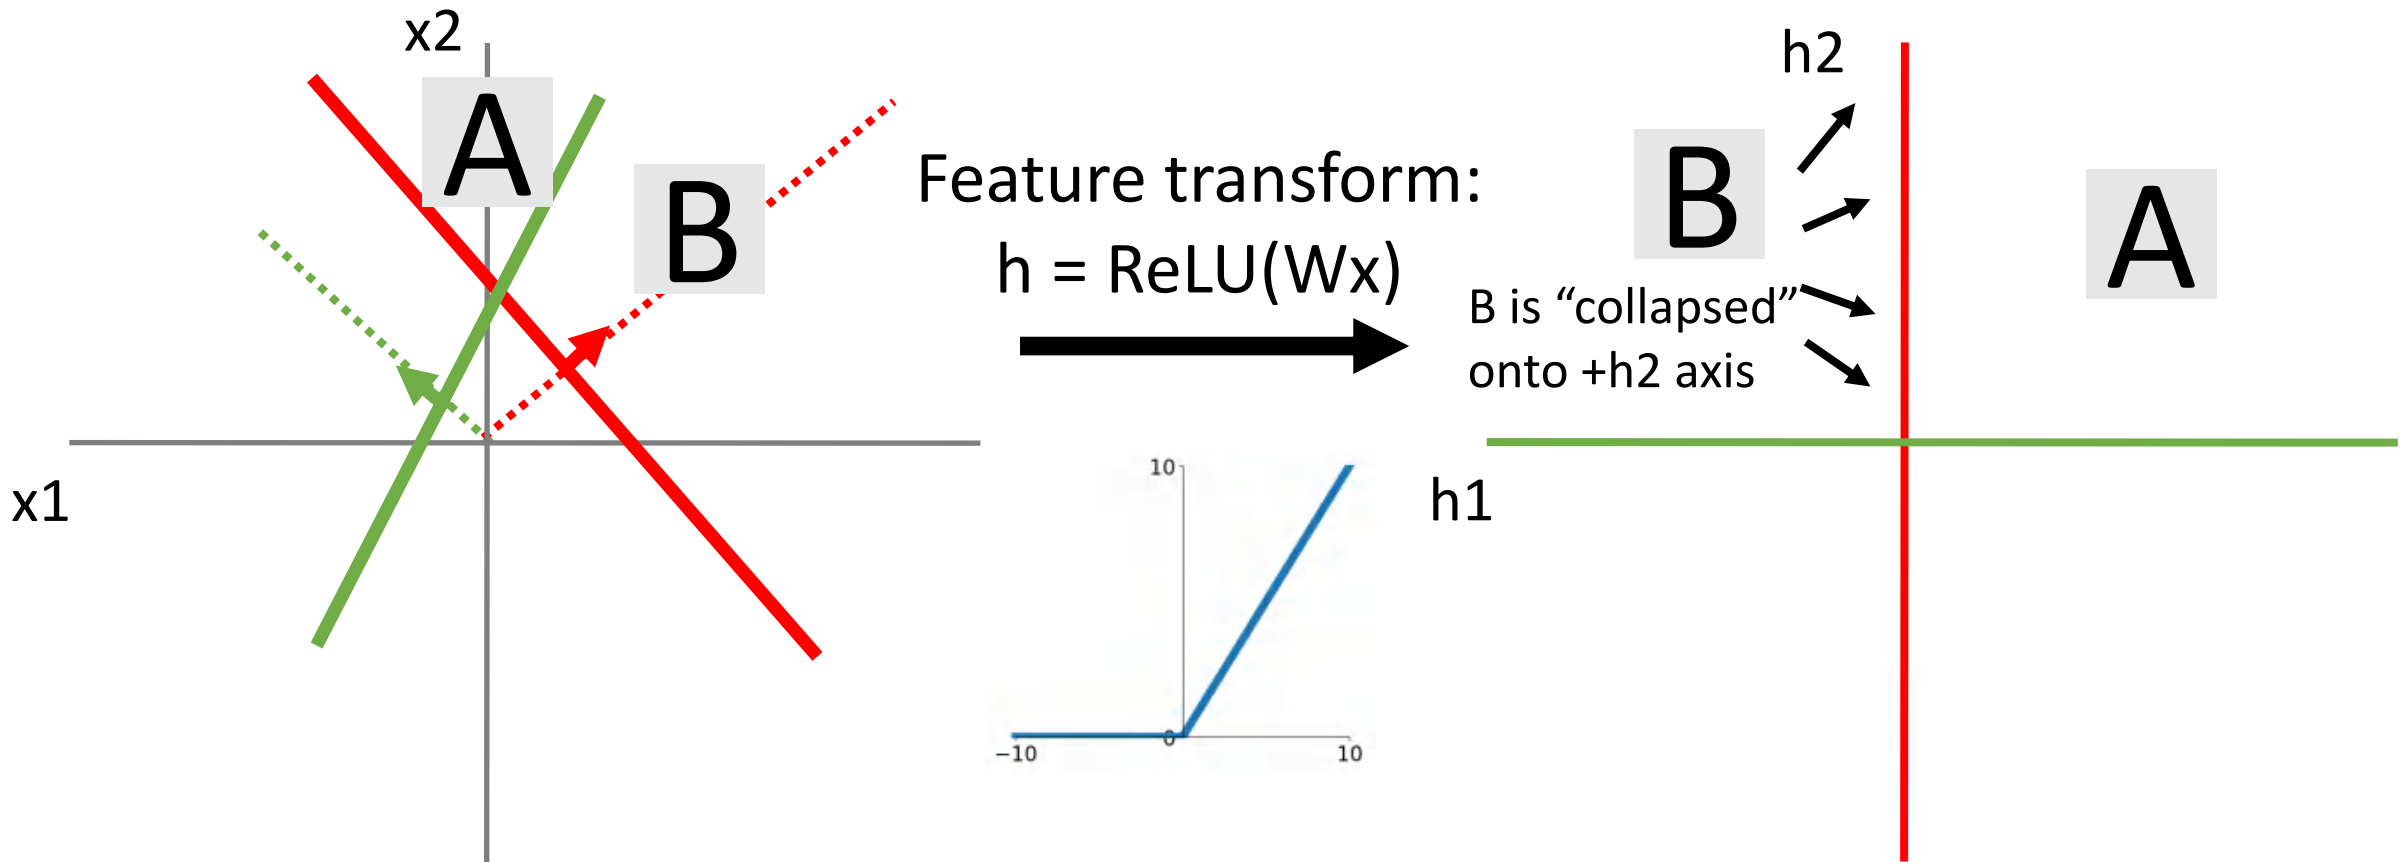 x2
A
B
x1
Feature transform:
h = ReLU(Wx)
10
0
−10
10
h2
B
A
B is “collapsed”
onto +h2 axis
h1